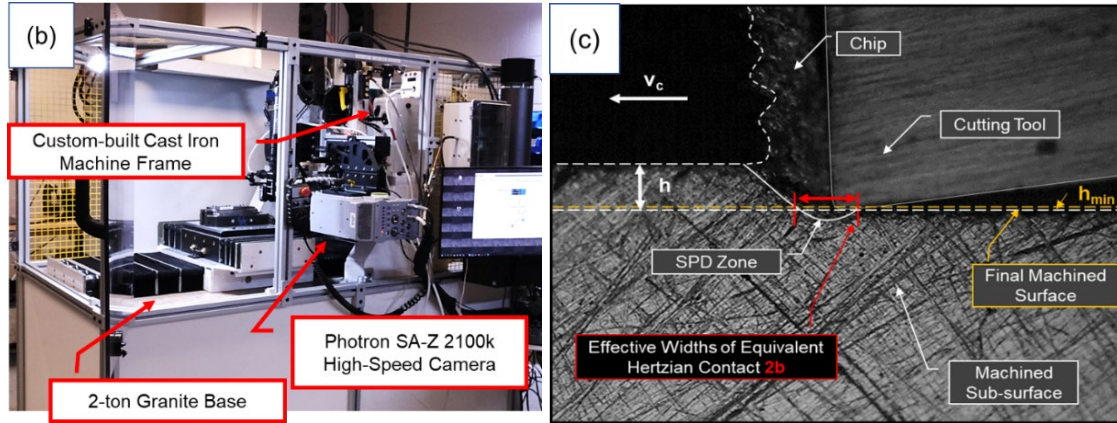 (b)
Custom-built Cast Iron
Machine Frame
Photron SA-Z 2100k
High-Speed Camera
2-ton Granite Base
(c)
Chip
Vc
Cutting Tool
h
hmin
SPD Zone
Final Machined
Surface
Effective Widths of Equivalent
Hertzian Contact 2b
Machined
Sub-surface